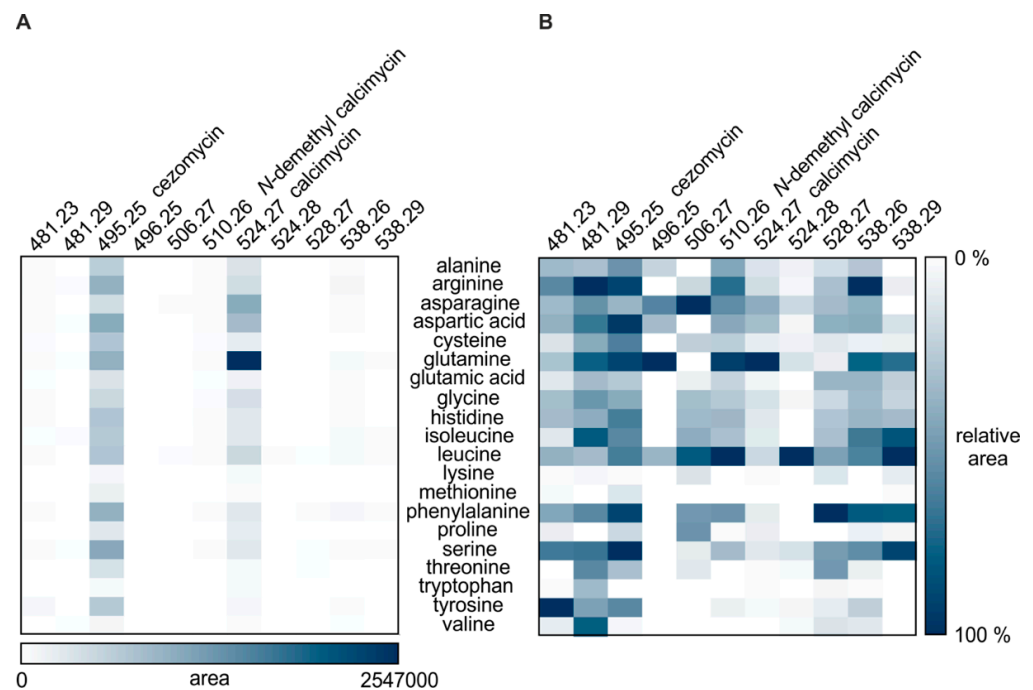 A
481.23
481.29
495.25 cezomycin
496.25
506.27
510.26 N-demethyl calcimycin
524.27 calcimycin
524.28
528.27
538.26
538.29
B
481.23
481.29
495.25 cezomycin
496.25
506.27
510.26 N-demethyl calcimycin
524.27 calcimycin
524.28
528.27
538.26
538.29
alanine
arginine
asparagine
aspartic acid
cysteine
glutamine
glutamic acid
glycine
histidine
isoleucine
leucine
lysine
methionine
phenylalanine
proline
serine
threonine
tryptophan
tyrosine
valine
0 %
relative
area
100 %
0
area
2547000